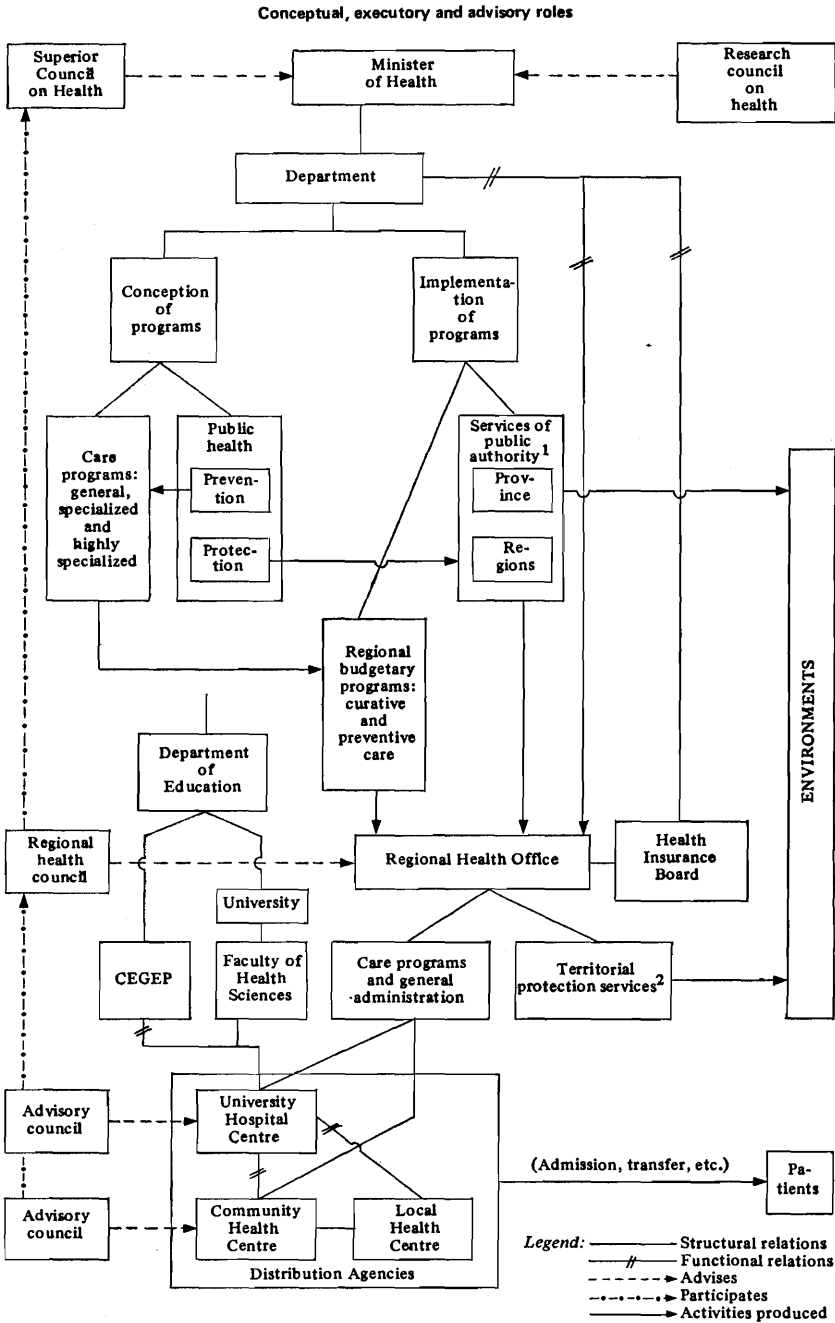 Conceptual, executory and advisory roles
Superior
Council
on Health
Minister
of Health
Research
council
on
health
Department
Conception
of
programs
Implementa-
tion
of
programs
Care
programs:
general,
specialized
and
highly
specialized
Public
health
Preven-
tion
Protec-
tion
Services of
public
authority1
Prov-
ince
Re-
gions
ENVIRONMENTS
Regional
budgetary
programs:
curative
and
preventive
care
Department
of
Education
Regional
health
council
Regional Health Office
Health
Insurance
Board
University
CEGEP
Faculty of
Health
Sciences
Care programs
and general
administration
Territorial
protection services2
Advisory
council
University
Hospital
Centre
(Admission, transfer, etc.)
Pa-
tients
Advisory
council
Community
Health
Centre
Local
Health
Centre
Distribution Agencies
Legend:
Structural relations
Functional relations
Advises
Participates
Activities produced